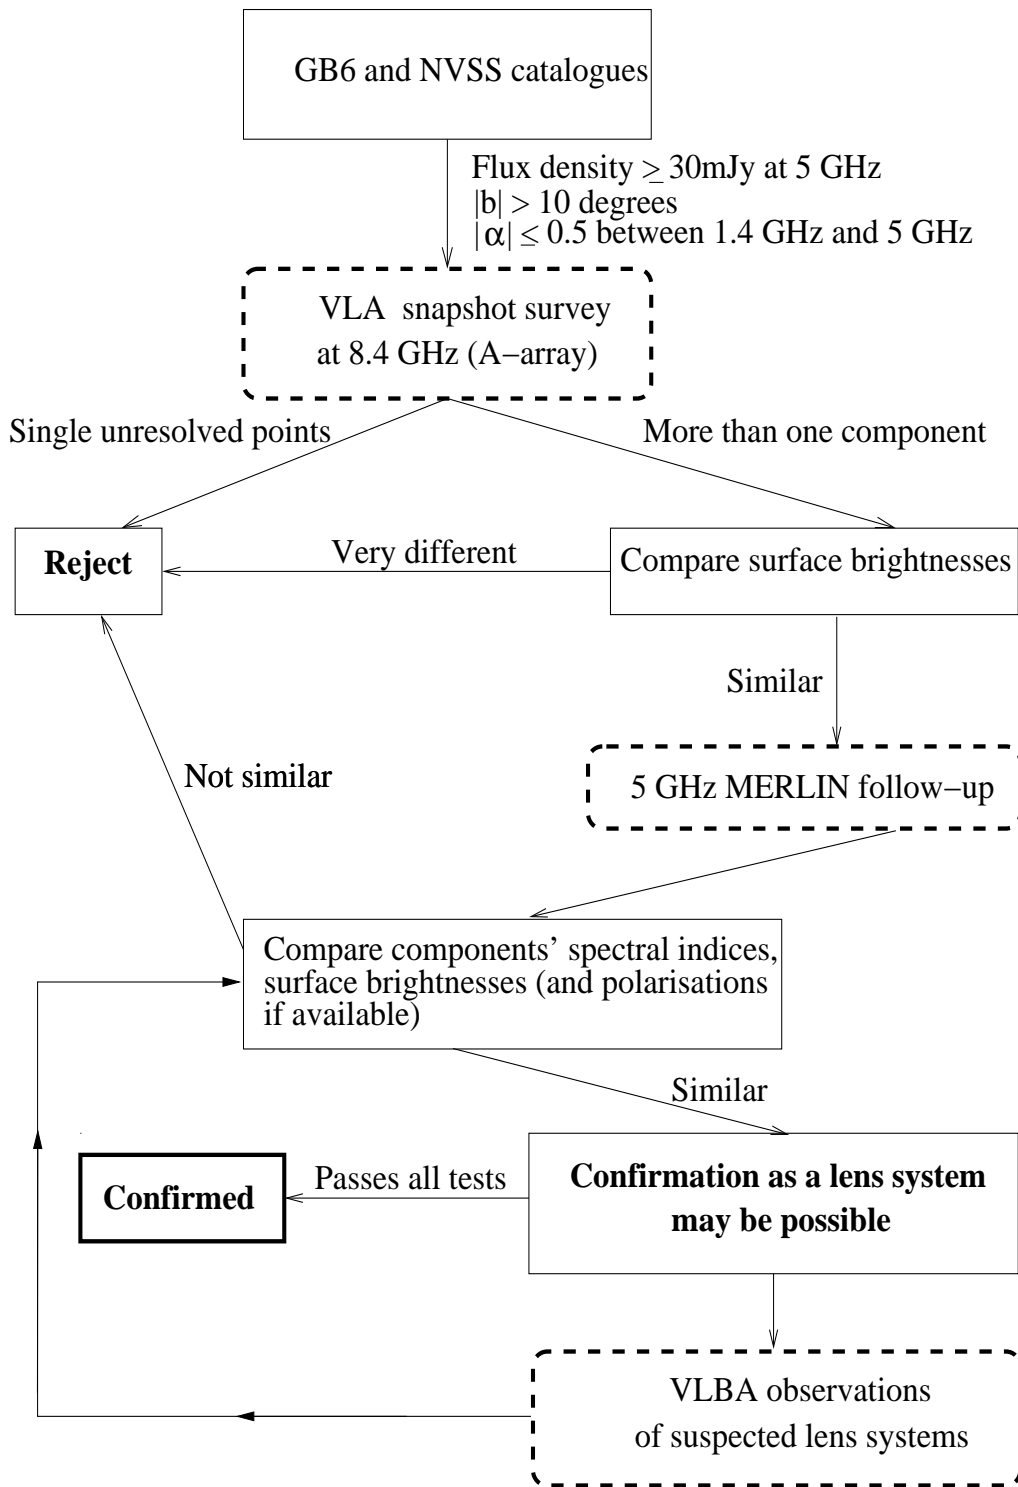 GB6 and NVSS catalogues
Flux density ≥ 30mJy at 5 GHz
|b| > 10 degrees
|α| ≤ 0.5 between 1.4 GHz and 5 GHz
VLA snapshot survey
at 8.4 GHz (A−array)
Single unresolved points
More than one component
Reject
Very different
Compare surface brightnesses
Similar
Not similar
5 GHz MERLIN follow−up
Compare components' spectral indices,
surface brightnesses (and polarisations
if available)
Similar
Confirmed
Passes all tests
Confirmation as a lens system
may be possible
VLBA observations
of suspected lens systems